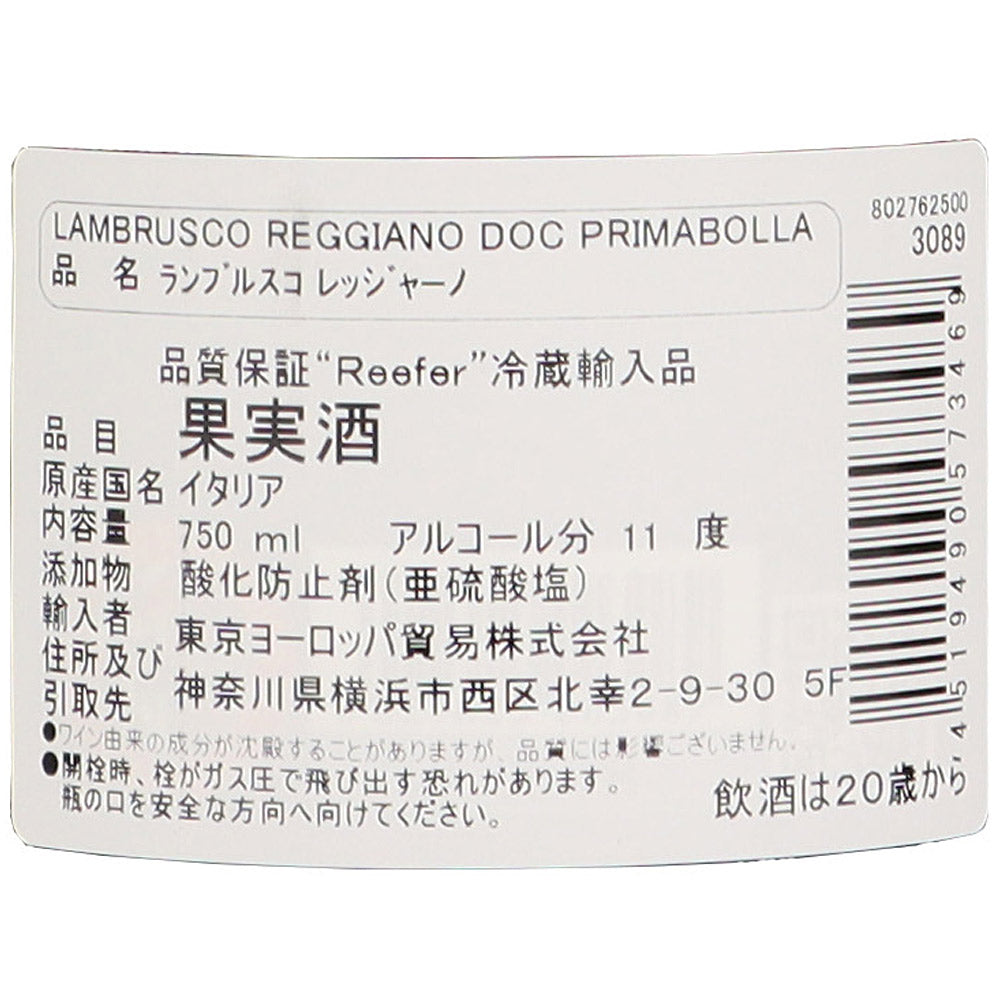 LAMBRUSCO REGGIANO DOC PRIMABOLLA
品 名 ランブルスコ レッジャーノ
802762500
3089
品質保証“Reefer”冷蔵輸入品
品 目 果実酒
原産国名 イタリア
内容量 750 ml アルコール分 11 度
添加物 酸化防止剤(亜硫酸塩)
輸入者 東京ヨーロッパ貿易株式会社
住所及び
引取先 神奈川県横浜市西区北幸2-9-30 5F
●ワイン由来の成分が沈殿することがありますが、品質には影響ございません。
●開栓時、栓がガス圧で飛び出す恐れがあります。
瓶の口を安全な方向へ向けてください。
飲酒は20歳から
4519490573469